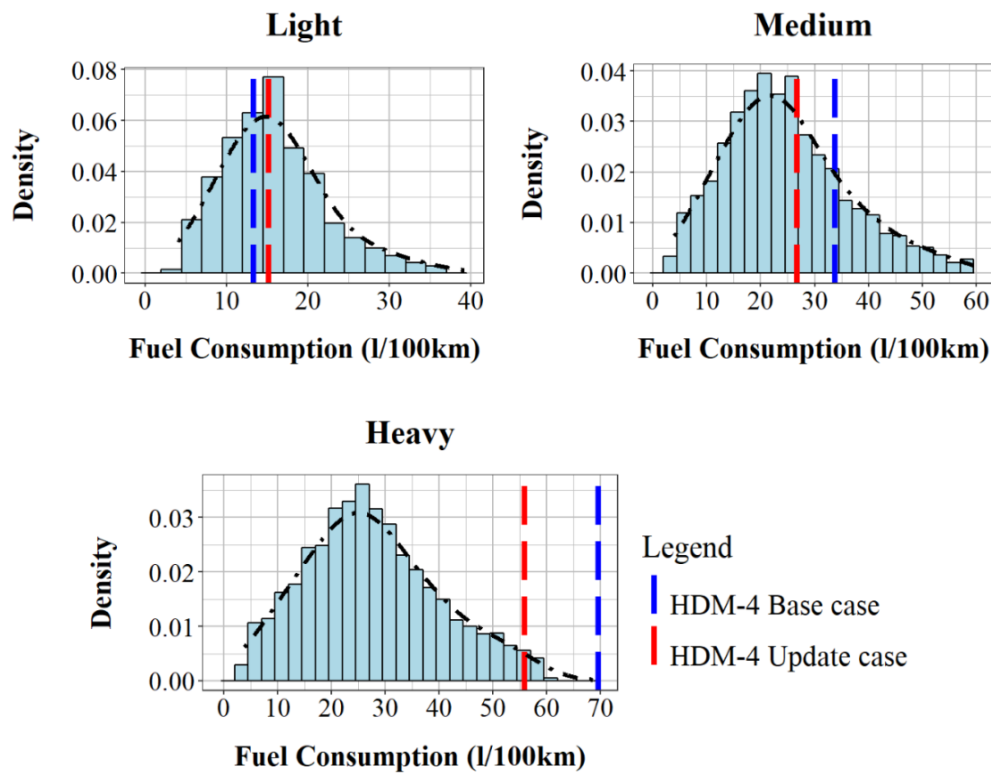 Light
Density
0.08
0.06
0.04
0.02
0.00
0 10 20 30 40
Fuel Consumption (l/100km)
Medium
Density
0.04
0.03
0.02
0.01
0.00
0 10 20 30 40 50 60
Fuel Consumption (l/100km)
Heavy
Density
0.03
0.02
0.01
0.00
0 10 20 30 40 50 60 70
Fuel Consumption (l/100km)
Legend
HDM-4 Base case
HDM-4 Update case